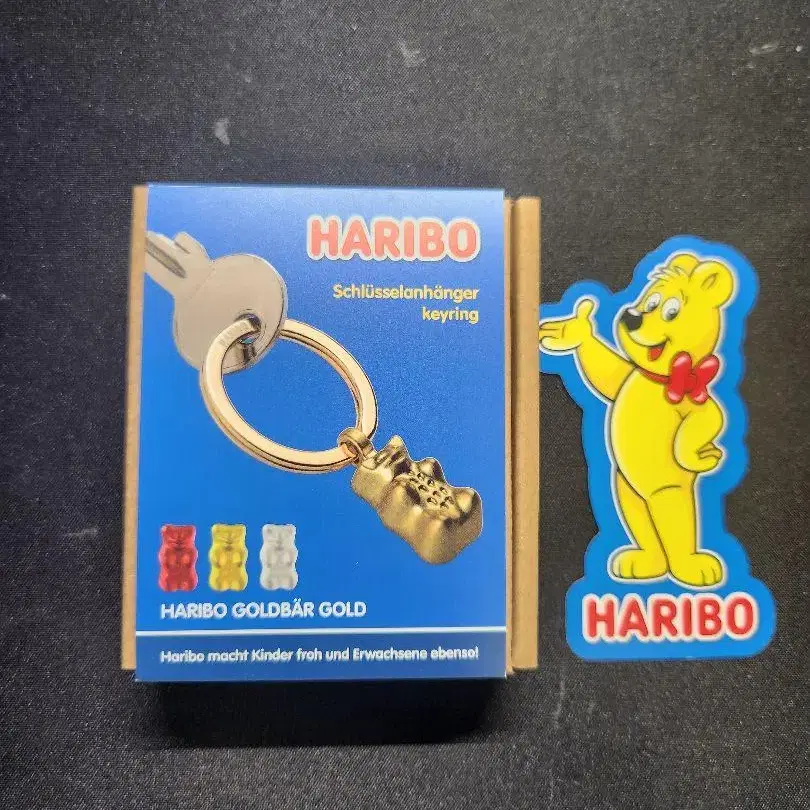 HARIBO
Schlüsselanhänger
keyring
HARIBO GOLDBÄR GOLD
Haribo macht Kinder froh und Erwachsene ebenso!
HARIBO